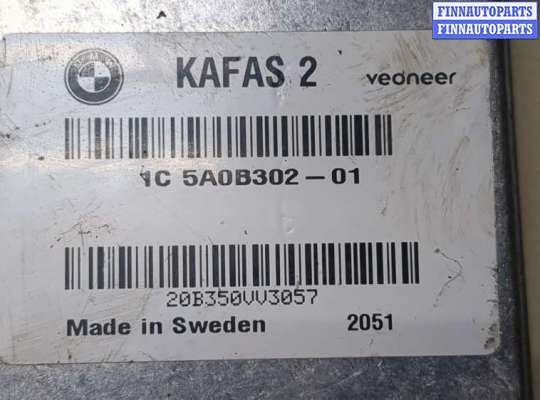 FINNAUTOPARTS
FINNAUTOPARTS
KAFAS 2
veoneer
1C 5A0B302-01
20B350VV3057
Made in Sweden 2051